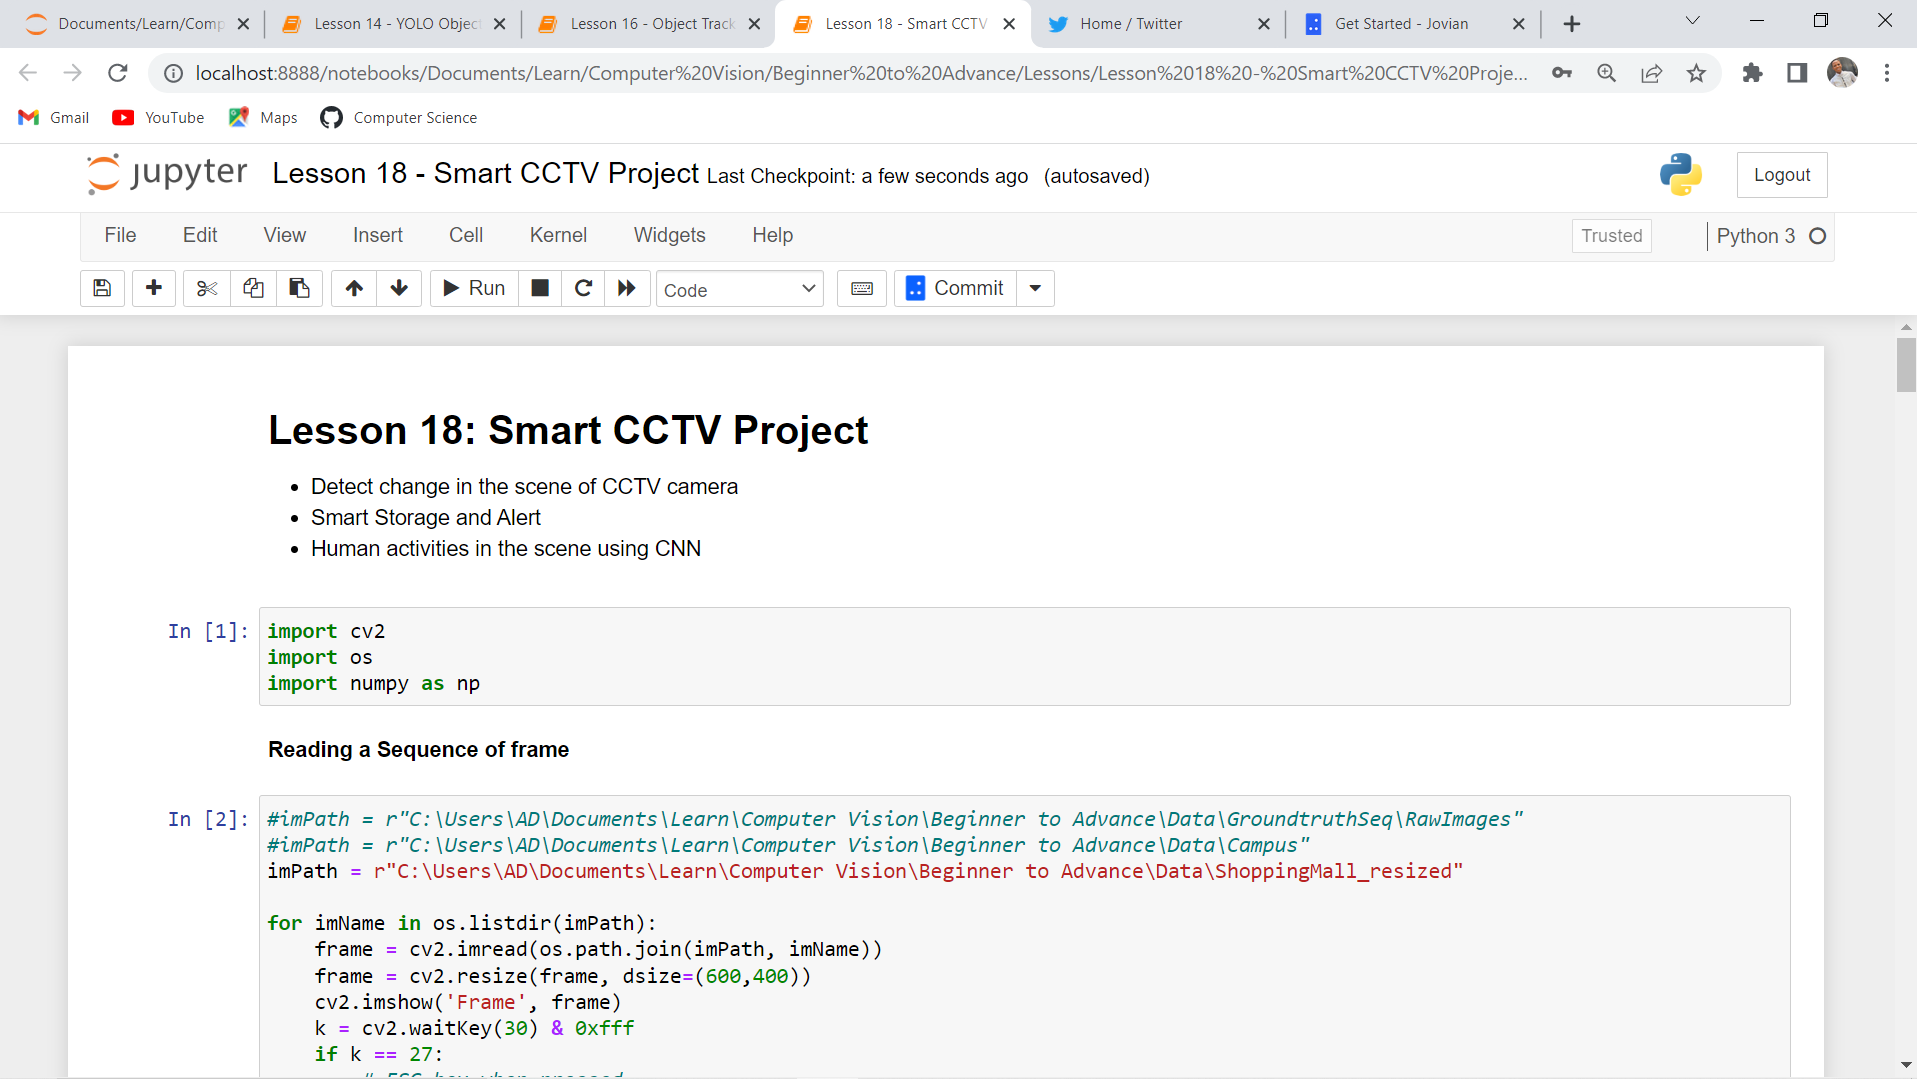 Documents/Learn/Comp
Lesson 14 - YOLO Object
Lesson 16 - Object Track
Lesson 18 - Smart CCTV
Home / Twitter
Get Started - Jovian
localhost:8888/notebooks/Documents/Learn/Computer%20Vision/Beginner%20to%20Advance/Lessons/Lesson%2018%20-%20Smart%20CCTV%20Proje...
Gmail
YouTube
Maps
Computer Science
jupyter
Lesson 18 - Smart CCTV Project Last Checkpoint: a few seconds ago (autosaved)
Logout
File
Edit
View
Insert
Cell
Kernel
Widgets
Help
Trusted
Python 3
Run
Code
Commit
Lesson 18: Smart CCTV Project
Detect change in the scene of CCTV camera
Smart Storage and Alert
Human activities in the scene using CNN
In [1]:
import cv2
import os
import numpy as np
Reading a Sequence of frame
In [2]:
#imPath = r"C:\Users\AD\Documents\Learn\Computer Vision\Beginner to Advance\Data\GroundtruthSeq\RawImages"
#imPath = r"C:\Users\AD\Documents\Learn\Computer Vision\Beginner to Advance\Data\Campus"
imPath = r"C:\Users\AD\Documents\Learn\Computer Vision\Beginner to Advance\Data\ShoppingMall_resized"
for imName in os.listdir(imPath):
    frame = cv2.imread(os.path.join(imPath, imName))
    frame = cv2.resize(frame, dsize=(600,400))
    cv2.imshow('Frame', frame)
    k = cv2.waitKey(30) & 0xfff
    if k == 27: